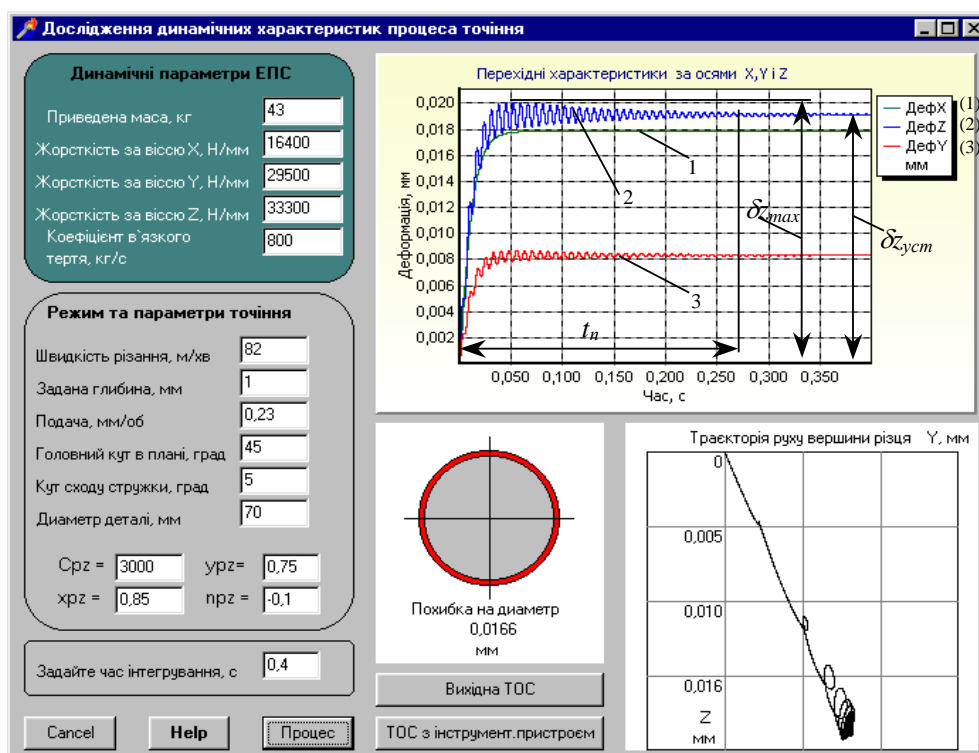 Дослідження динамічних характеристик процеса точіння
Динамічні параметри ЕПС
Приведена маса, кг 43
Жорсткість за віссю X, Н/мм 16400
Жорсткість за віссю Y, Н/мм 29500
Жорсткість за віссю Z, Н/мм 33300
Коефіцієнт в`язкого
тертя, кг/с 800
Режим та параметри точіння
Швидкість різання, м/хв 82
Задана глибина, мм 1
Подача, мм/об 0,23
Головний кут в плані, град 45
Кут сходу стружки, град 5
Диаметр деталі, мм 70
Cpz = 3000 ypz= 0,75
xpz = 0,85 npz = -0,1
Задайте час інтегрування, с 0,4
Cancel Help Процес
Перехідні характеристики за осями X,Y і Z
Деформація, мм
0,020
0,018
0,016
0,014
0,012
0,010
0,008
0,006
0,004
0,002
0,050 0,100 0,150 0,200 0,250 0,300 0,350
Час, с
1
2
3
tп
δzmax
δzуст
ДефX (1)
ДефZ (2)
ДефY (3)
мм
Похибка на диаметр
0,0166
мм
Вихідна ТОС
ТОС з інструмент.пристроєм
Траєкторія руху вершини різця Y, мм
0
0,005
0,010
0,016
Z
мм